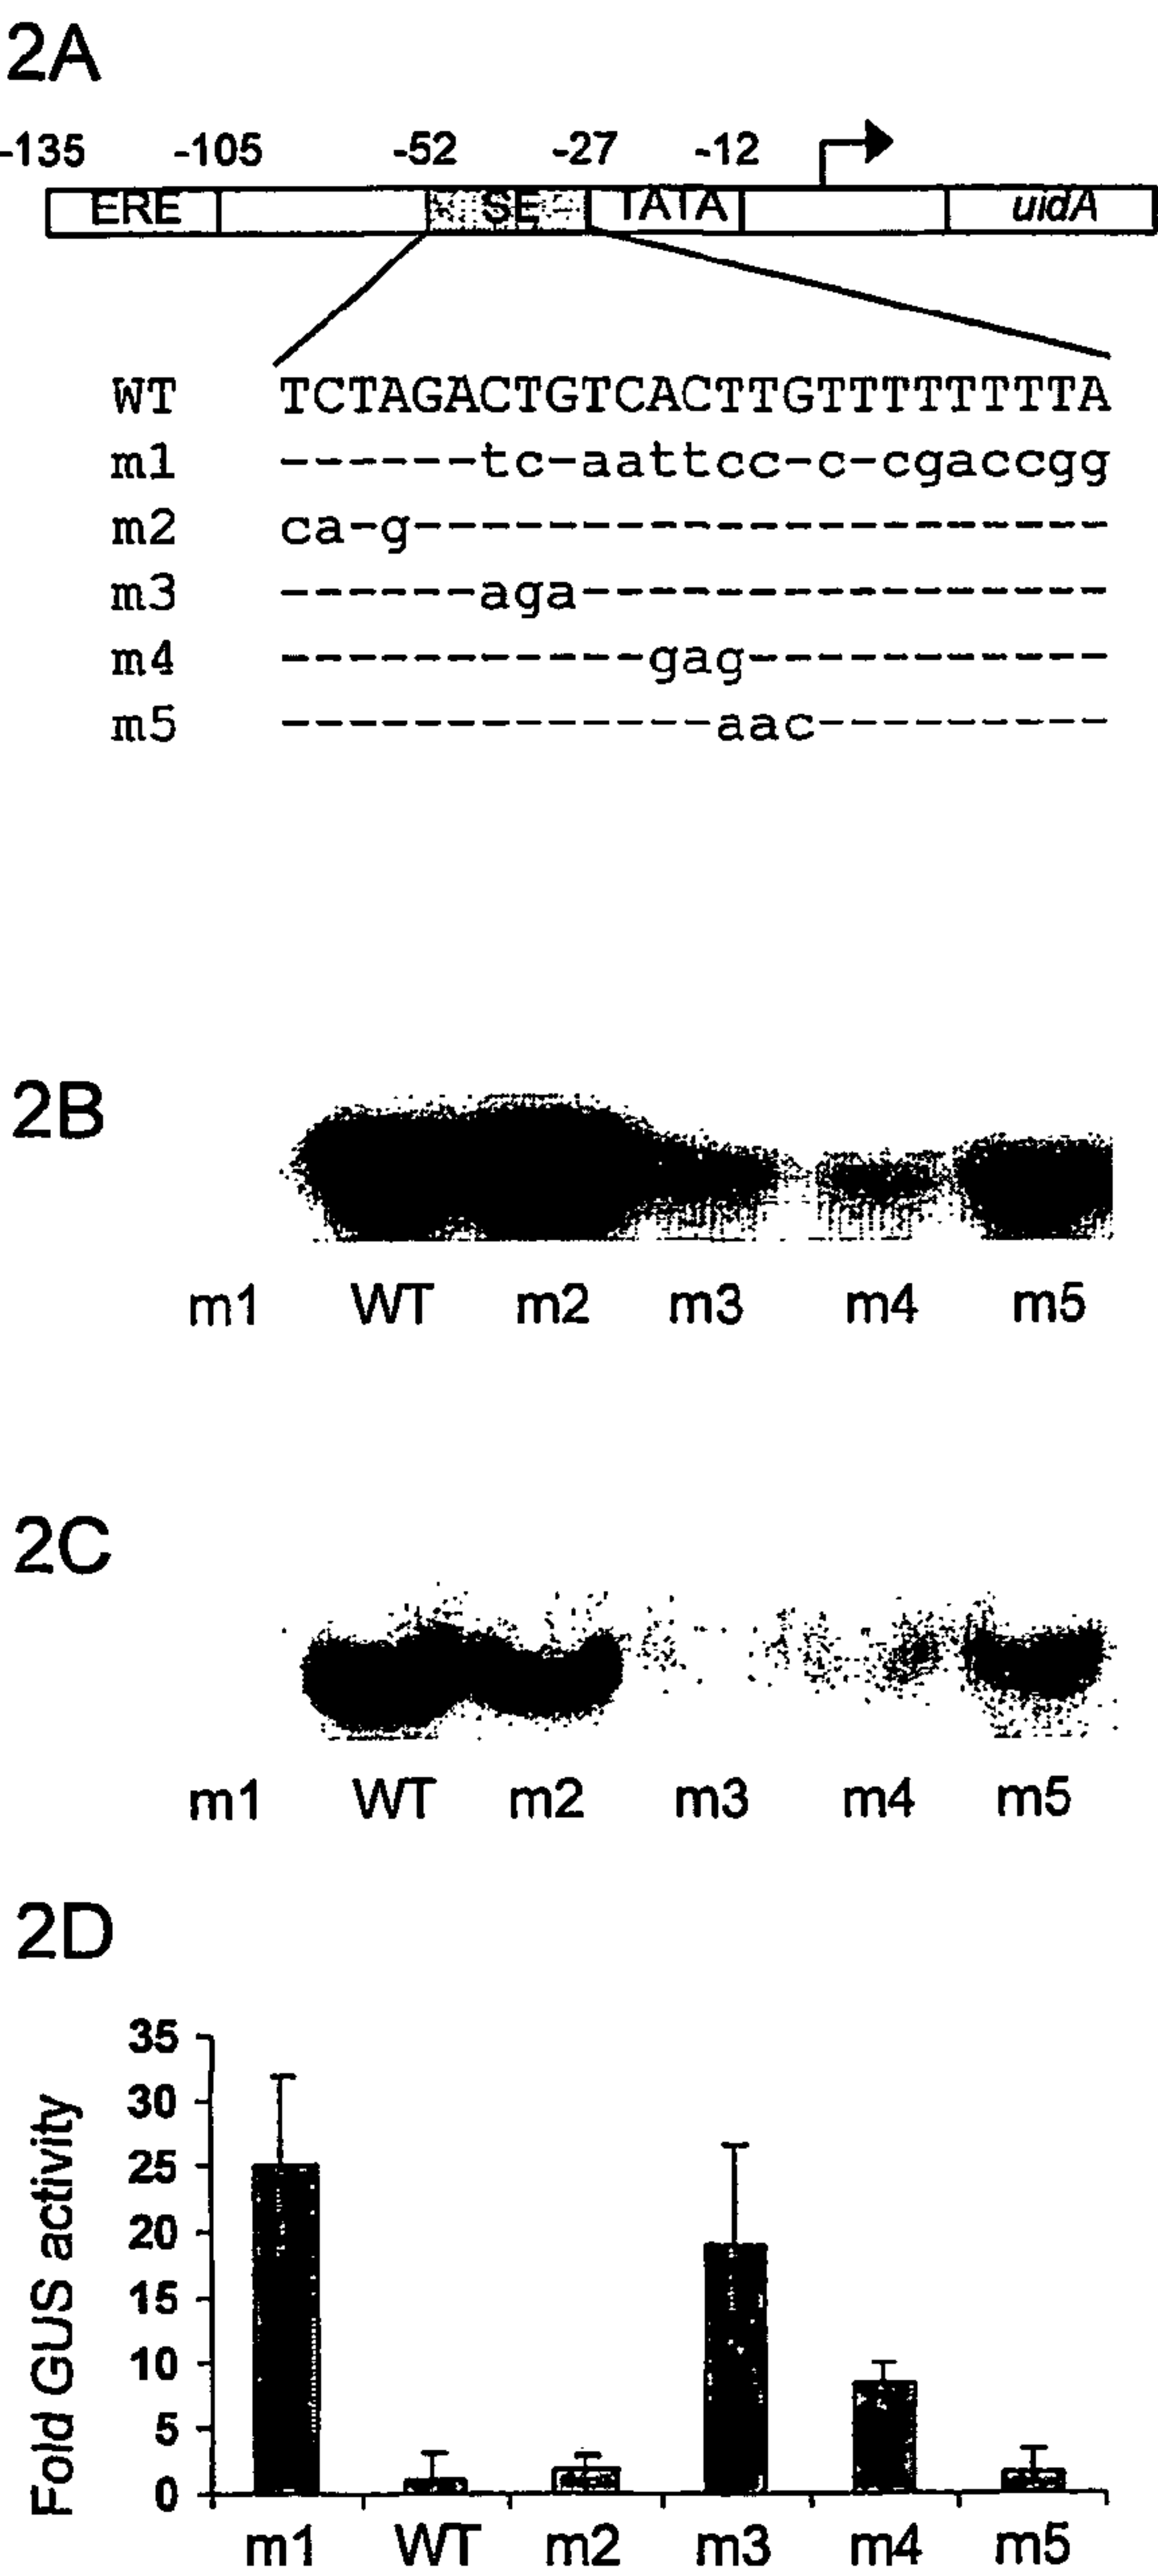 2A
-135 -105 -52 -27 -12
ERE SE TATA uidA
WT TCTAGACTGTCACTTGTTTTTTTTA
m1 ------tc-aattcc-c-cgaccgg
m2 ca-g---------------------
m3 ------aga----------------
m4 -----------gag-----------
m5 -------------aac---------
2B
m1 WT m2 m3 m4 m5
2C
m1 WT m2 m3 m4 m5
2D
Fold GUS activity
35
30
25
20
15
10
5
0
m1 WT m2 m3 m4 m5